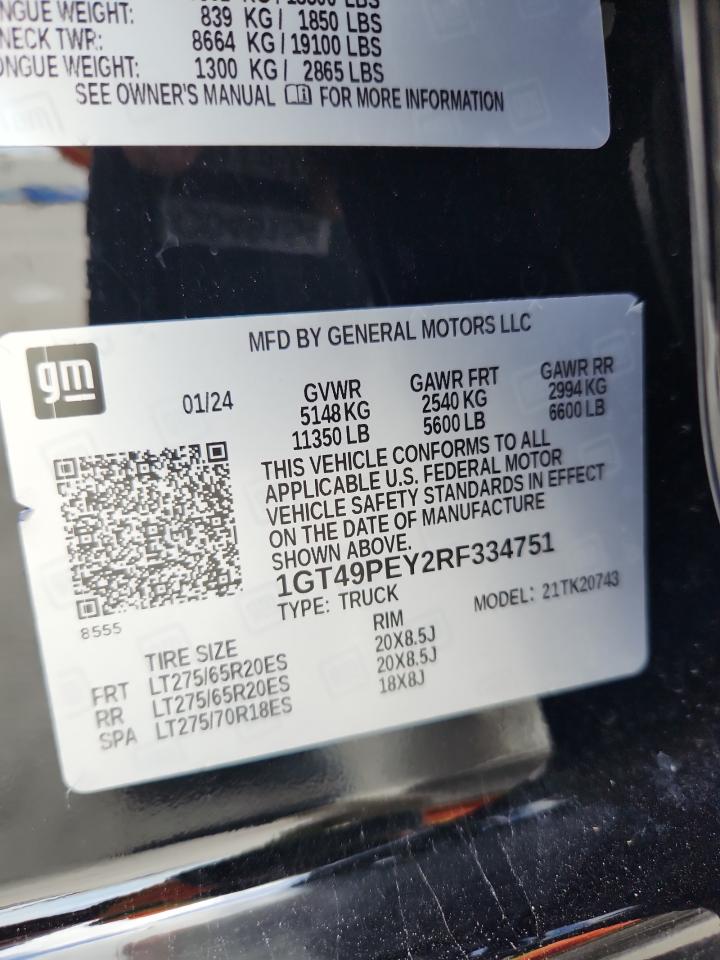 NGUE WEIGHT: 839 KG / 1850 LBS
NECK TWR: 8664 KG / 19100 LBS
ONGUE WEIGHT: 1300 KG / 2865 LBS
SEE OWNER'S MANUAL FOR MORE INFORMATION
MFD BY GENERAL MOTORS LLC
gm
01/24
GVWR
5148 KG
11350 LB
GAWR FRT
2540 KG
5600 LB
GAWR RR
2994 KG
6600 LB
THIS VEHICLE CONFORMS TO ALL
APPLICABLE U.S. FEDERAL MOTOR
VEHICLE SAFETY STANDARDS IN EFFECT
ON THE DATE OF MANUFACTURE
SHOWN ABOVE.
1GT49PEY2RF334751
TYPE: TRUCK MODEL: 21TK20743
8555
TIRE SIZE RIM
FRT LT275/65R20ES 20X8.5J
RR LT275/65R20ES 20X8.5J
SPA LT275/70R18ES 18X8J